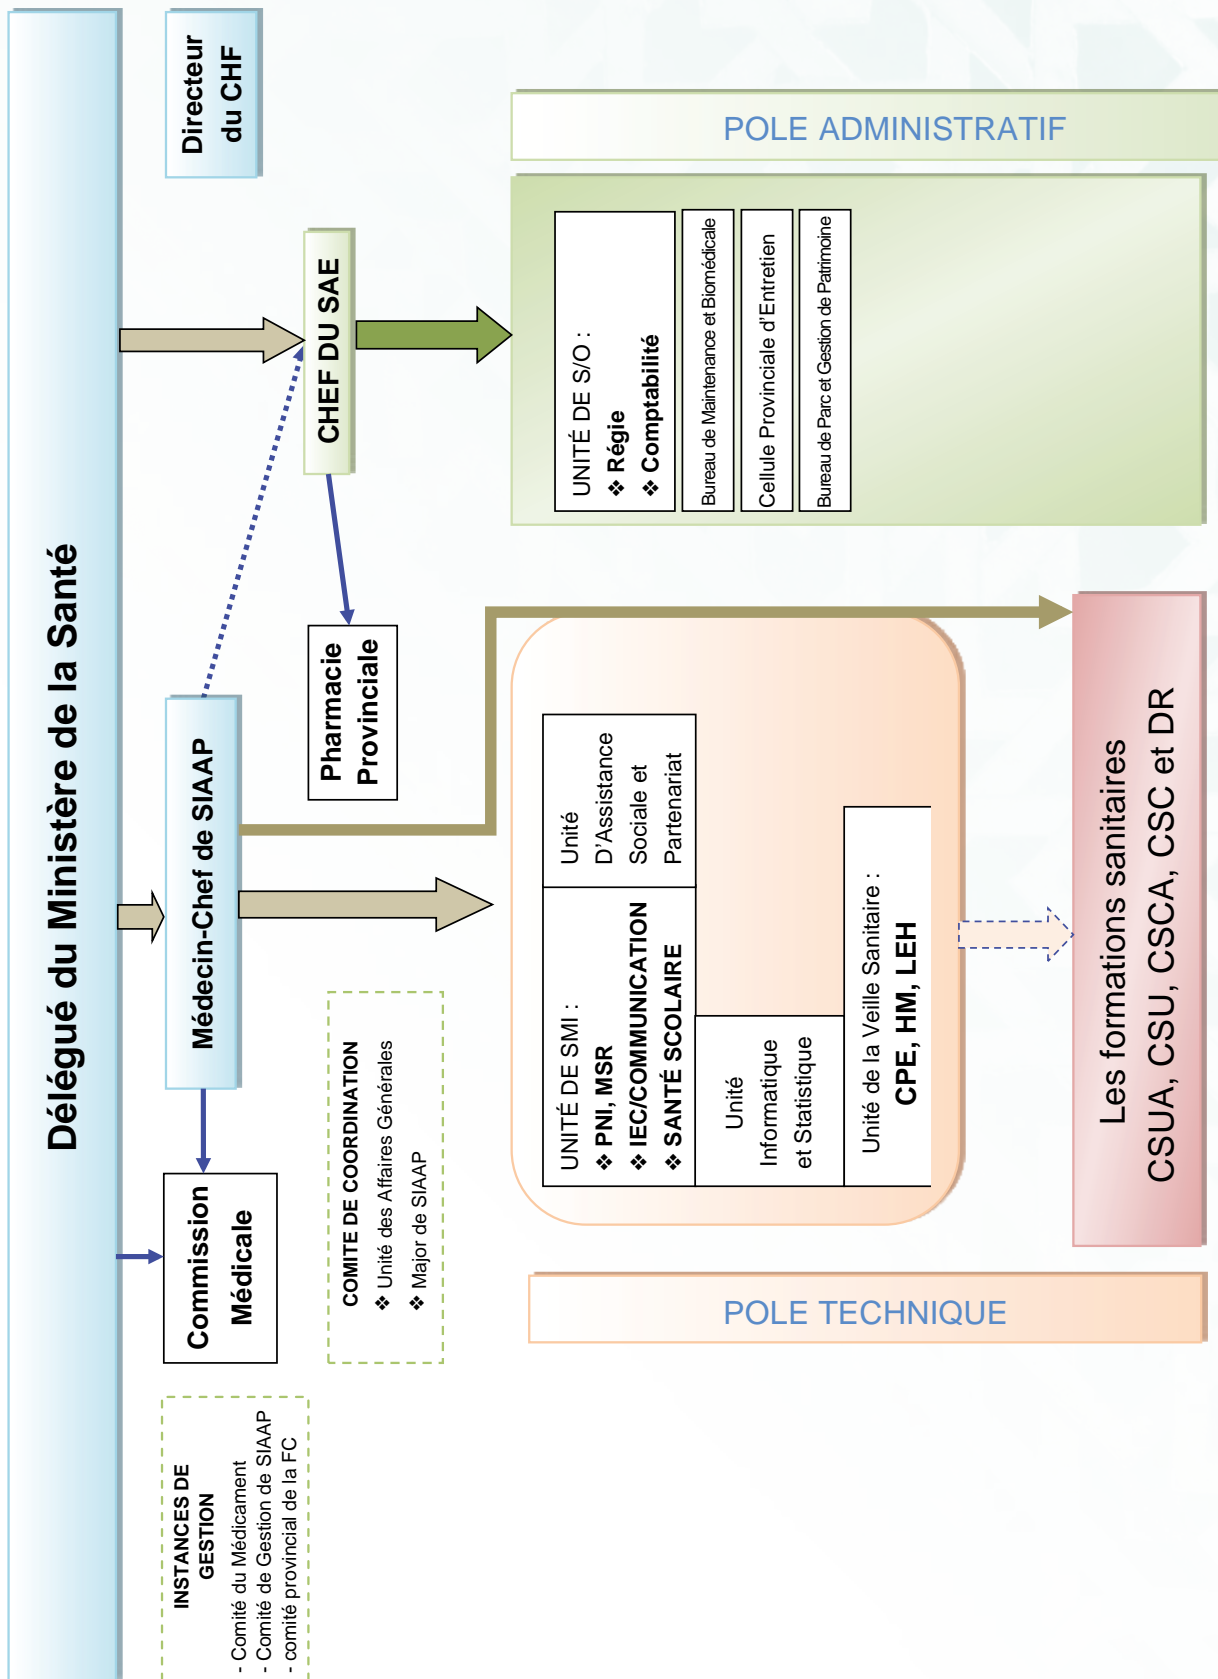 Délégué du Ministère de la Santé
INSTANCES DE
GESTION
- Comité du Médicament
- Comité de Gestion de SIAAP
- comité provincial de la FC
Commission
Médicale
Médecin-Chef de SIAAP
Directeur
du CHF
COMITE DE COORDINATION
❖ Unité des Affaires Générales
❖ Major de SIAAP
Pharmacie
Provinciale
CHEF DU SAE
POLE TECHNIQUE
UNITÉ DE SMI :
❖ PNI, MSR
❖ IEC/COMMUNICATION
❖ SANTÉ SCOLAIRE
Unité
D'Assistance
Sociale et
Partenariat
Unité
Informatique
et Statistique
Unité de la Veille Sanitaire :
CPE, HM, LEH
UNITÉ DE S/O :
❖ Régie
❖ Comptabilité
Bureau de Maintenance et Biomédicale
Cellule Provinciale d'Entretien
Bureau de Parc et Gestion de Patrimoine
POLE ADMINISTRATIF
Les formations sanitaires
CSUA, CSU, CSCA, CSC et DR